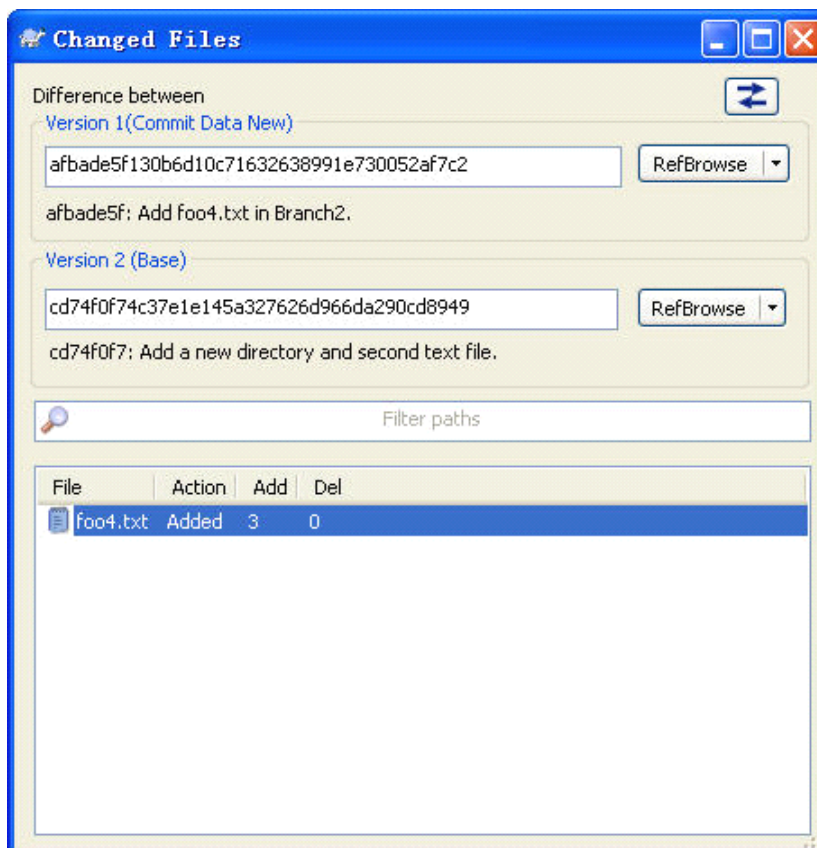 Changed Files
Difference between
Version 1(Commit Data New)
afbade5f130b6d10c71632638991e730052af7c2
RefBrowse
afbade5f: Add foo4.txt in Branch2.
Version 2 (Base)
cd74f0f74c37e1e145a327626d966da290cd8949
RefBrowse
cd74f0f7: Add a new directory and second text file.
Filter paths
File Action Add Del
foo4.txt Added 3 0